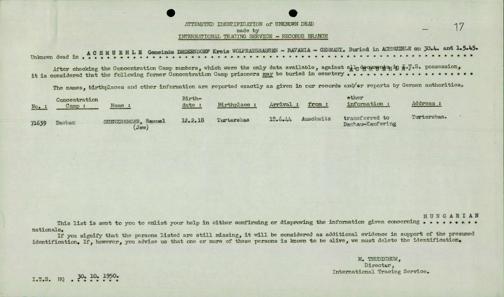 ATTEMPTED IDENTIFICATION OF UNKNOWN DEAD
made by
INTERNATIONAL TRACING SERVICE - RECORDS BRANCH
17
Unknown dead in ACHMUEHLE Gemeinde DEGERNDORF Kreis WOLFRATSHAUSEN - BAVARIA - GERMANY, Buried in ACHMUEHLE on 30.4. and 1.5.45.
After checking the Concentration Camp numbers, which were the only data available, against all documents in I.T.S. possession,
it is considered that the following former Concentration Camp prisoners may be buried in cemetery
The names, birthplaces and other information are reported exactly as given in our records and/or reports by German authorities.
No.: Concentration Camp: Name: Birth-date: Birthplace: Arrival: from: other information: Address:
71639 Dachau Samuel (Jew) 12.2.18 Turterebes. 18.6.44 Auschwitz transferred to Dachau-Kaufering Turterebes.
This list is sent to you to enlist your help in either confirming or disproving the information given concerning HUNGARIAN
nationals.
If you signify that the persons listed are still missing, it will be considered as additional evidence in support of the presumed
identification. If, however, you advise us that one or more of these persons is known to be alive, we must delete the identification.
M. THUDICHUM,
Director,
International Tracing Service.
I.T.S. HQ 30. 10. 1950.